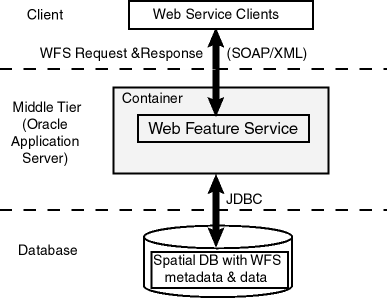 Client
Web Service Clients
WFS Request &Response
(SOAP/XML)
Middle Tier
(Oracle
Application
Server)
Container
Web Feature Service
JDBC
Database
Spatial DB with WFS
metadata & data